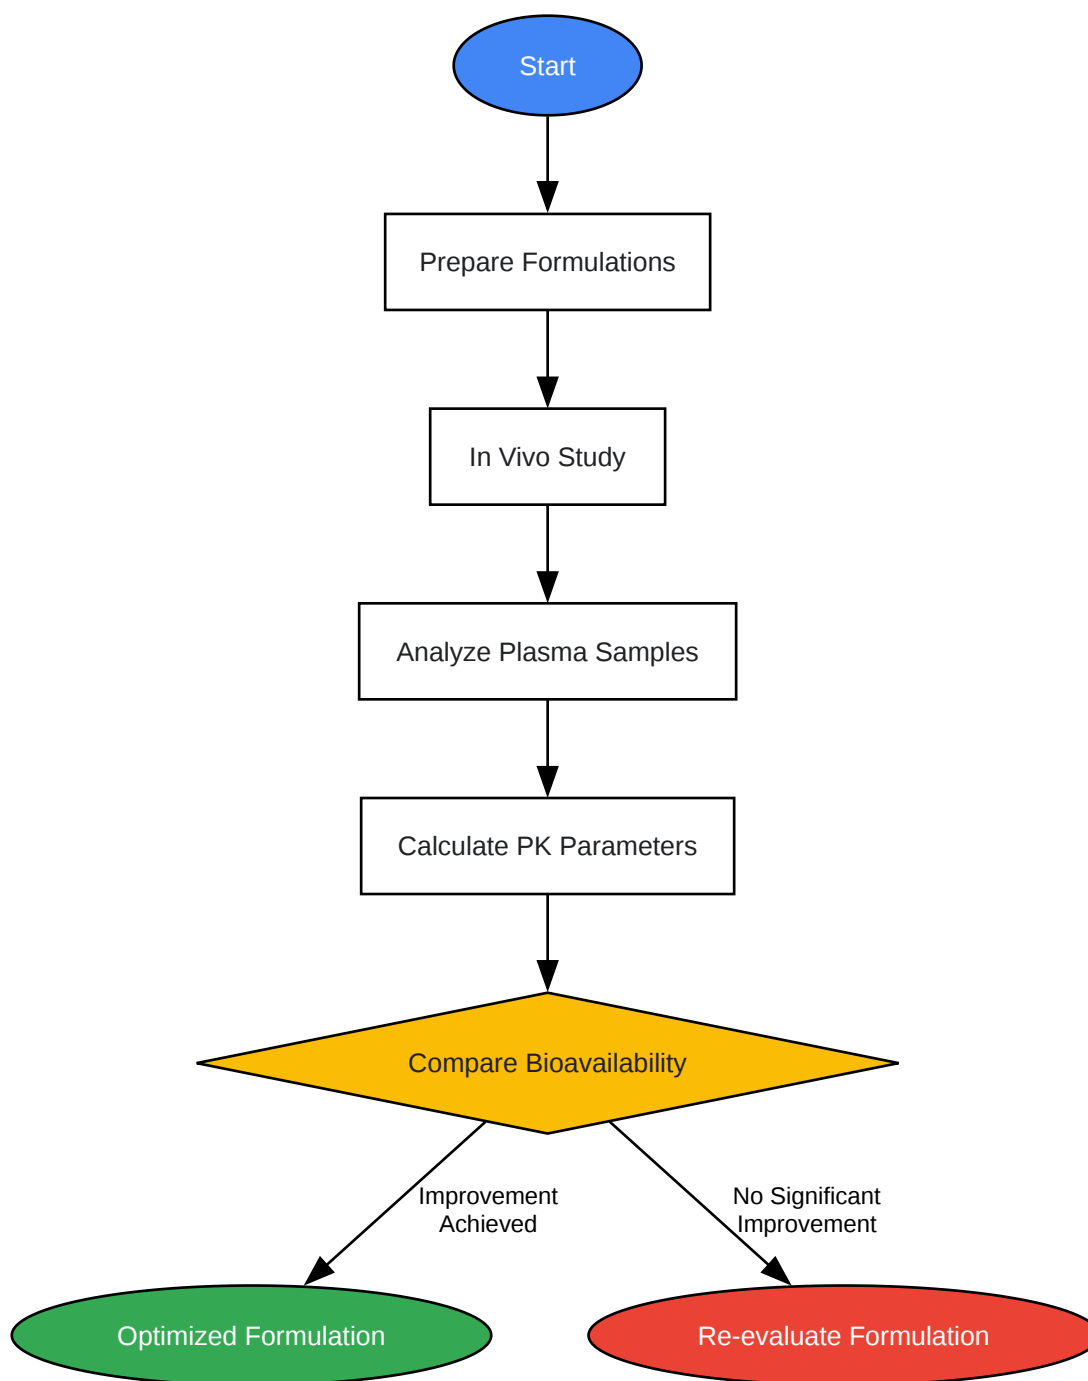 Start
Prepare Formulations
In Vivo Study
Analyze Plasma Samples
Calculate PK Parameters
Compare Bioavailability
Improvement
Achieved
No Significant
Improvement
Optimized Formulation
Re-evaluate Formulation